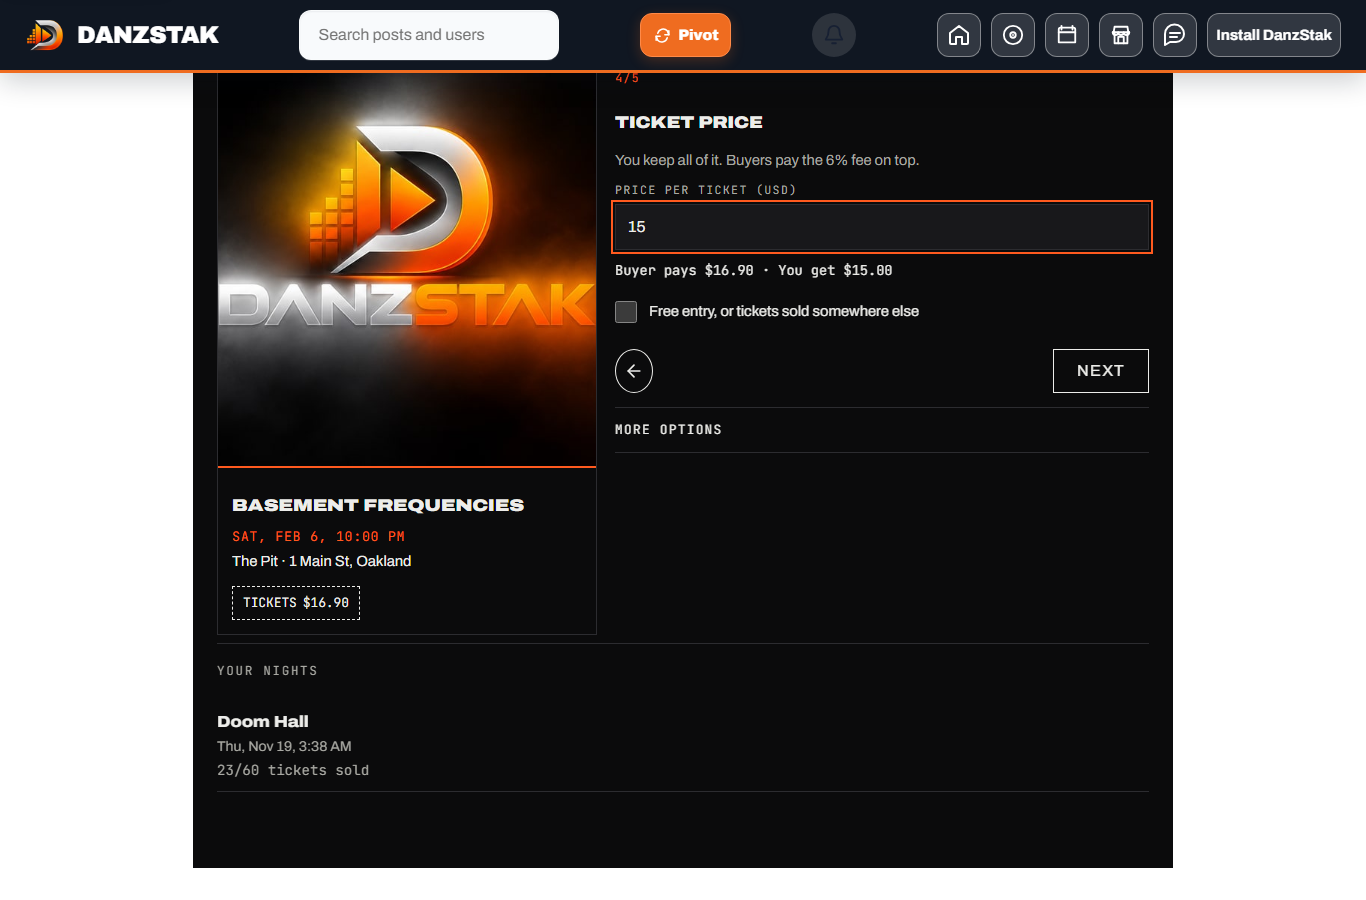 DANZSTAK
Search posts and users
Pivot
Install DanzStak
4/5
TICKET PRICE
You keep all of it. Buyers pay the 6% fee on top.
PRICE PER TICKET (USD)
15
Buyer pays $16.90 · You get $15.00
Free entry, or tickets sold somewhere else
NEXT
MORE OPTIONS
DANZSTAK
BASEMENT FREQUENCIES
SAT, FEB 6, 10:00 PM
The Pit · 1 Main St, Oakland
TICKETS $16.90
YOUR NIGHTS
Doom Hall
Thu, Nov 19, 3:38 AM
23/60 tickets sold